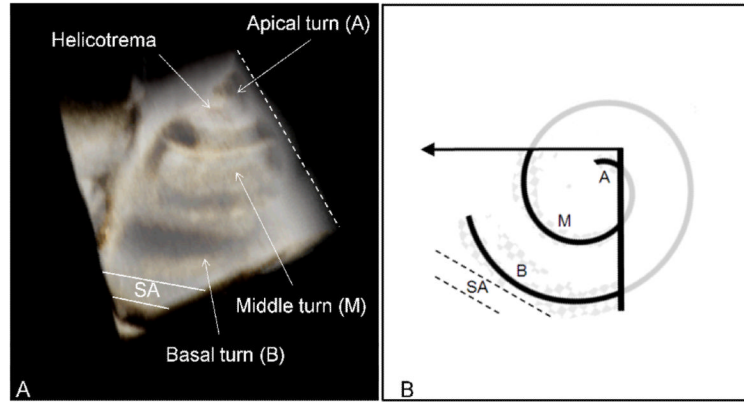 Apical turn (A)
Helicotrema
SA
Middle turn (M)
Basal turn (B)
A
A
M
B
SA
B